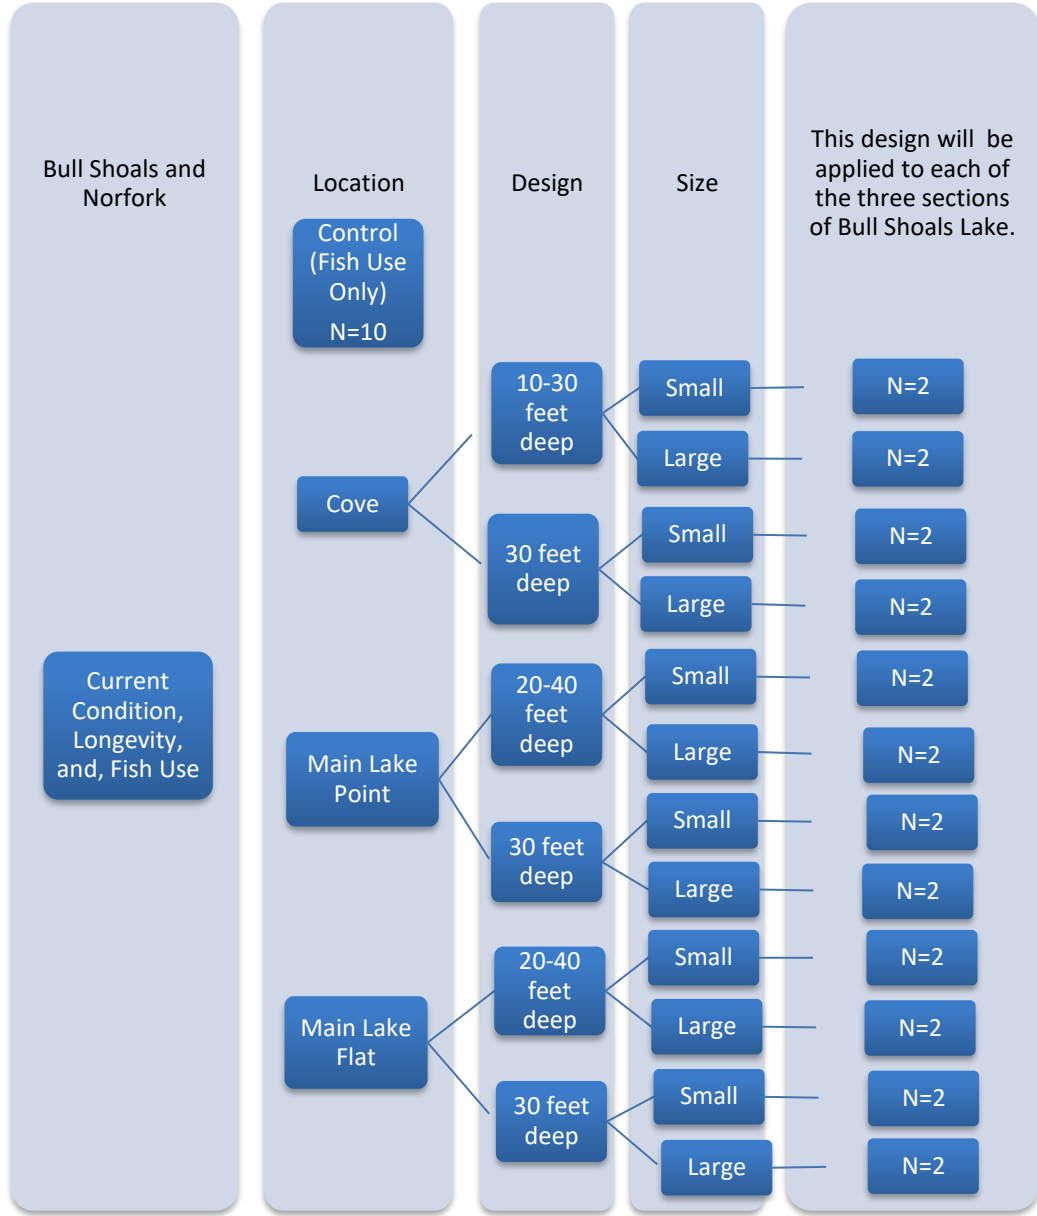 Bull Shoals and
Norfork
Location
Design
Size
This design will  be
applied to each of
the three sections
of Bull Shoals Lake.
Control
(Fish Use
Only)
N=10
Current
Condition,
Longevity,
and, Fish Use
Cove
10-30
feet
deep
Small
N=2
Large
N=2
30 feet
deep
Small
N=2
Large
N=2
Main Lake
Point
20-40
feet
deep
Small
N=2
Large
N=2
30 feet
deep
Small
N=2
Large
N=2
Main Lake
Flat
20-40
feet
deep
Small
N=2
Large
N=2
30 feet
deep
Small
N=2
Large
N=2